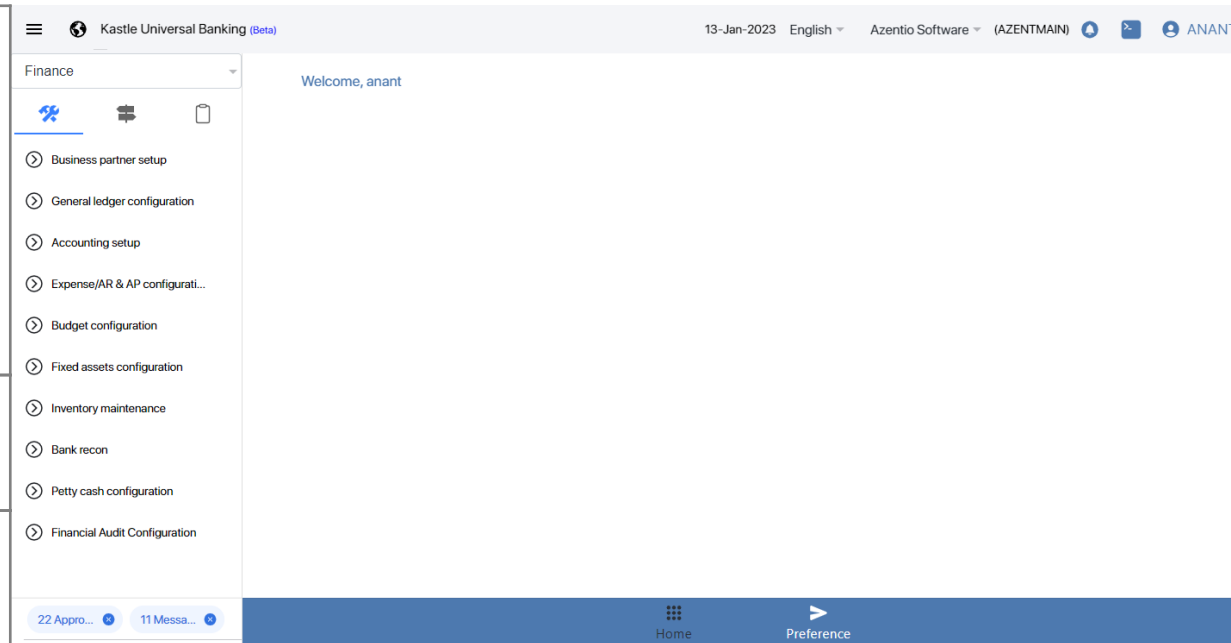 Kastle Universal Banking (Beta) 13-Jan-2023 English Azentio Software (AZENTMAIN) ANANT
Finance
Welcome, anant
Business partner setup
General ledger configuration
Accounting setup
Expense/AR & AP configurati...
Budget configuration
Fixed assets configuration
Inventory maintenance
Bank recon
Petty cash configuration
Financial Audit Configuration
22 Appro... 11 Messa...
Home Preference